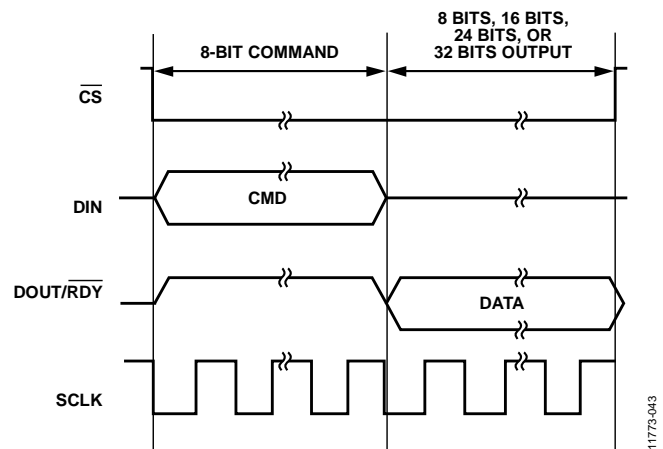 8 BITS, 16 BITS,
24 BITS, OR
32 BITS OUTPUT
8-BIT COMMAND
CS
DIN
CMD
DOUT/RDY
DATA
SCLK
11773-043